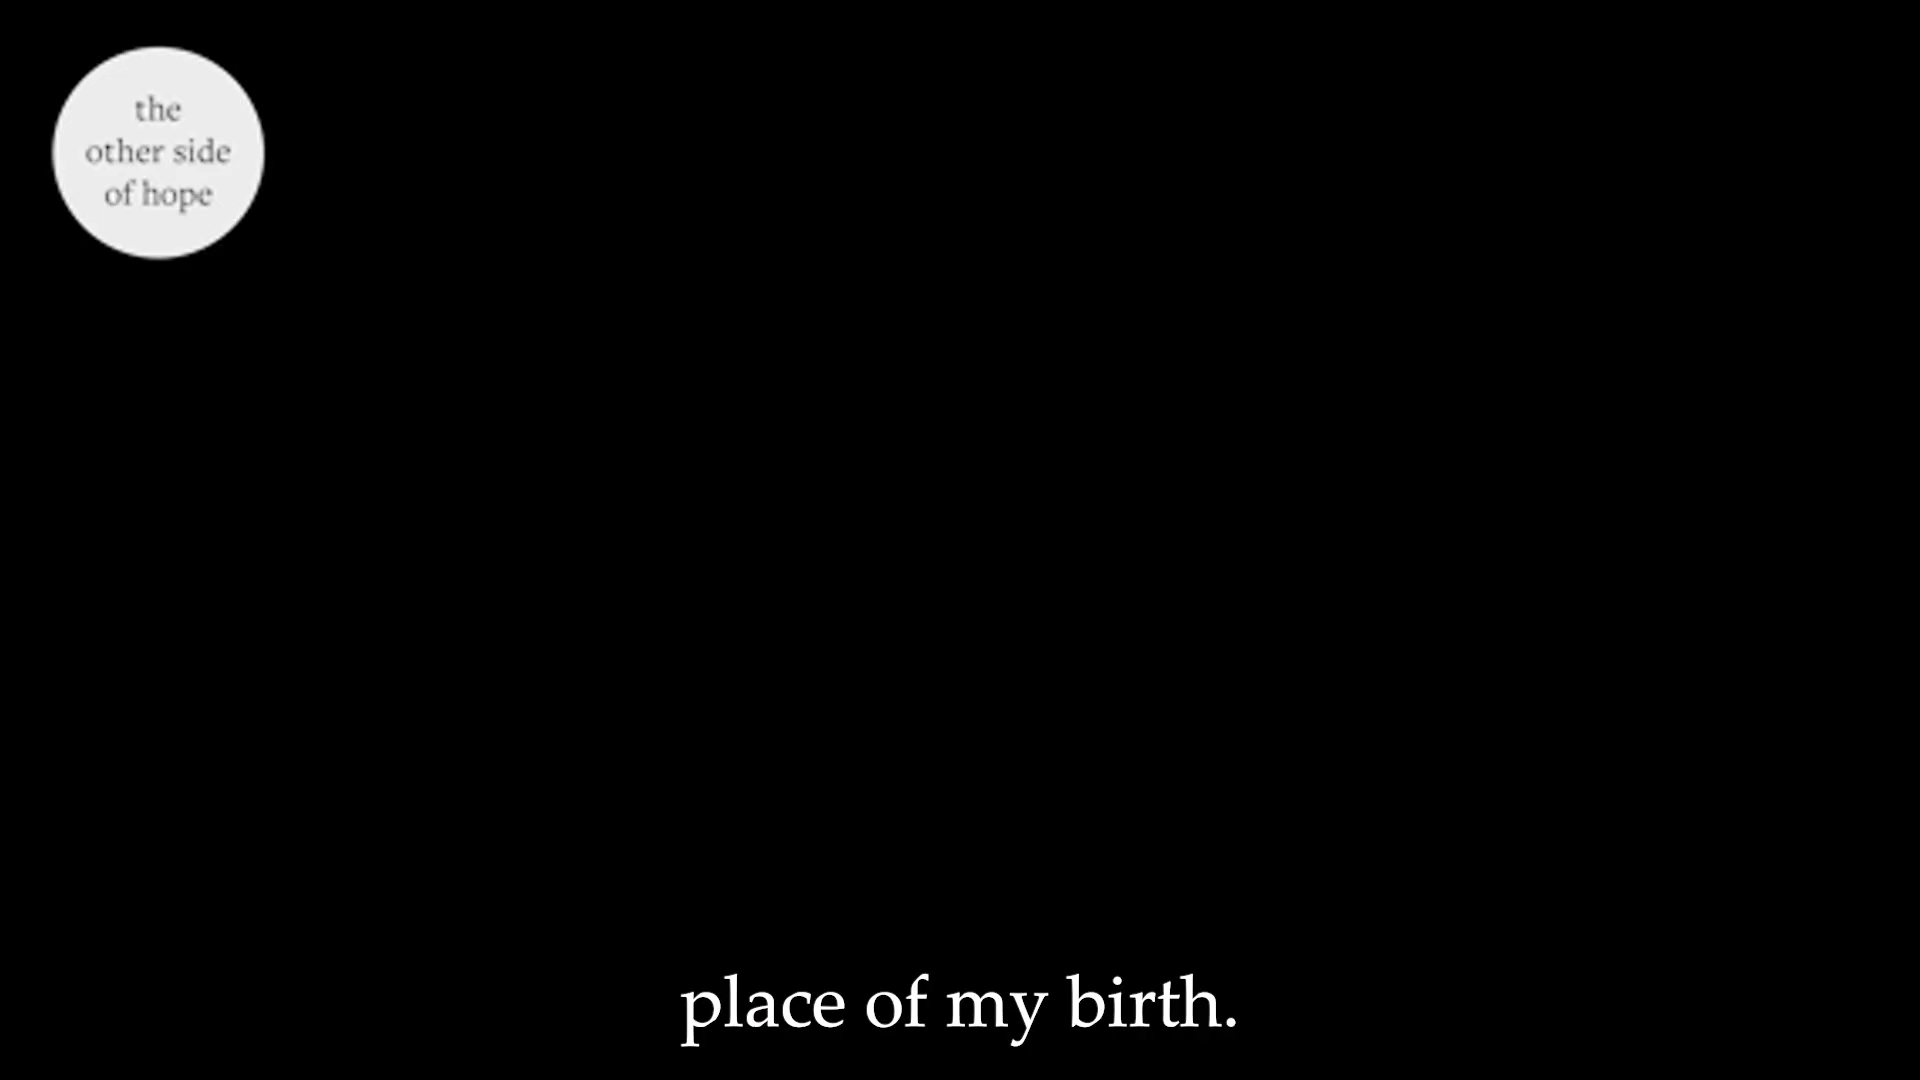 the
other side
of hope
place of my birth.